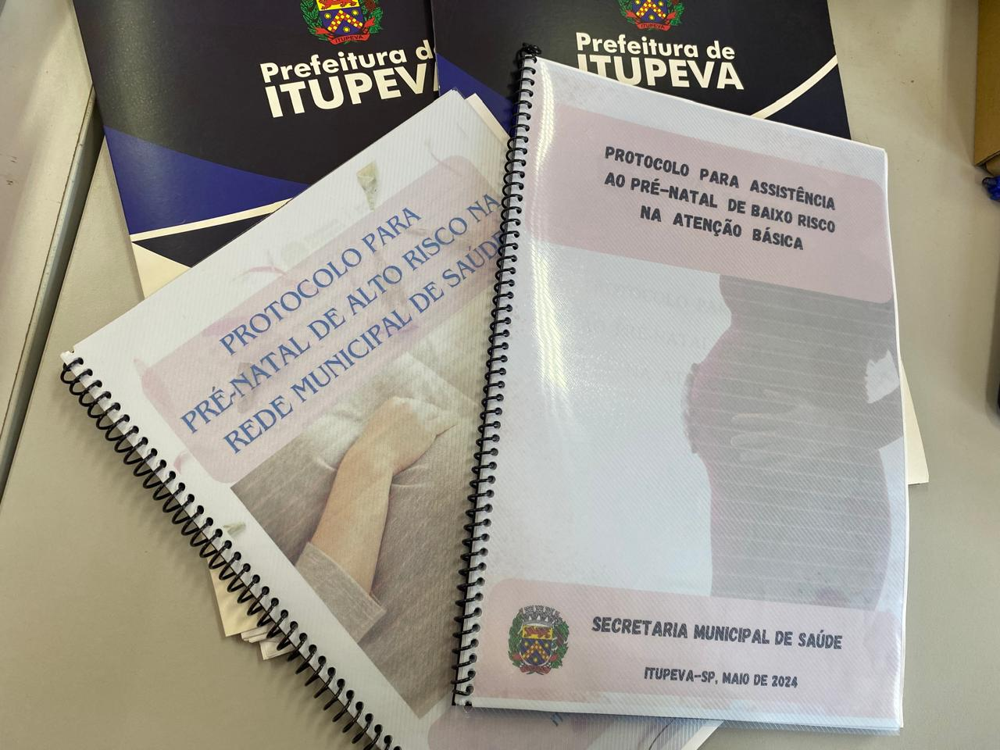 ITUPEVA
Prefeitura de
ITUPEVA
ITUPEVA
Prefeitura de
ITUPEVA
PROTOCOLO PARA
PRÉ-NATAL DE ALTO RISCO NA
REDE MUNICIPAL DE SAÚDE
PROTOCOLO PARA ASSISTÊNCIA
AO PRÉ-NATAL DE BAIXO RISCO
NA ATENÇÃO BÁSICA
SECRETARIA MUNICIPAL DE SAÚDE
ITUPEVA-SP, MAIO DE 2024